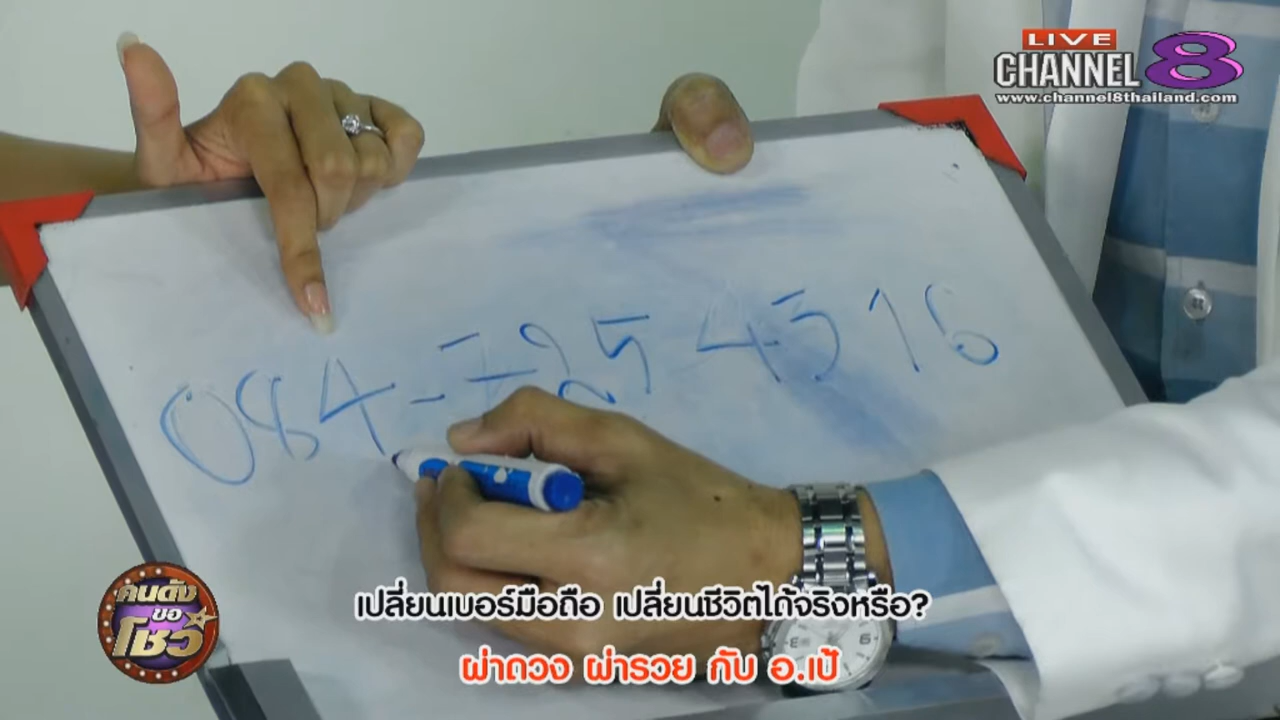 LIVE
CHANNEL 8
www.channel8thailand.com
084-725 4516
คนดัง
ขอ
โชว์
เปลี่ยนเบอร์มือถือ เปลี่ยนชีวิตได้จริงหรือ?
ผ่าดวง ผ่ารวย กับ อ.เป้